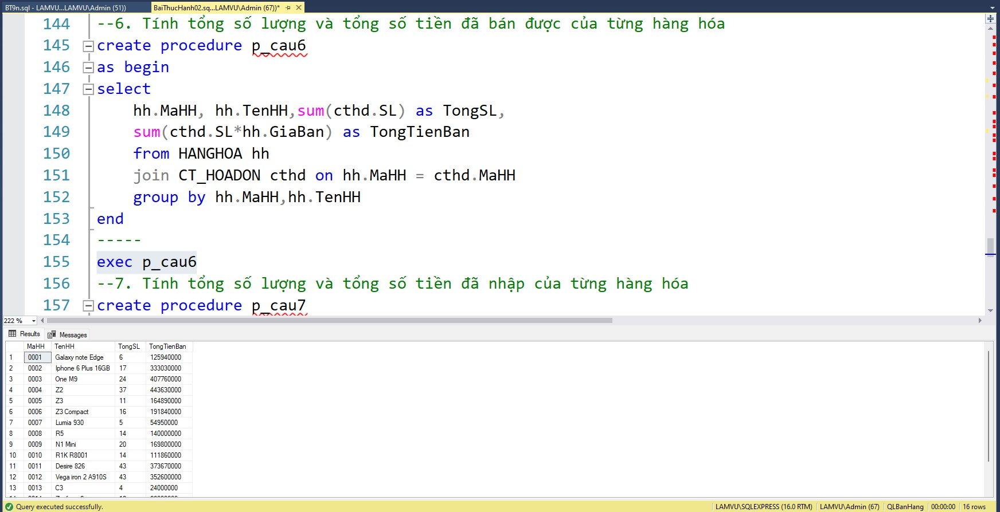 BT9n.sql - LAMVU...LAMVU\Admin (51))
BaiThucHanh02.sq...LAMVU\Admin (67))*
144 --6. Tính tổng số lượng và tổng số tiền đã bán được của từng hàng hóa
145 create procedure p_cau6
146 as begin
147 select
148 hh.MaHH, hh.TenHH,sum(cthd.SL) as TongSL,
149 sum(cthd.SL*hh.GiaBan) as TongTienBan
150 from HANGHOA hh
151 join CT_HOADON cthd on hh.MaHH = cthd.MaHH
152 group by hh.MaHH,hh.TenHH
153 end
154 -----
155 exec p_cau6
156 --7. Tính tổng số lượng và tổng số tiền đã nhập của từng hàng hóa
157 create procedure p_cau7
222 %
Results Messages
MaHH TenHH TongSL TongTienBan
1 0001 Galaxy note Edge 6 125940000
2 0002 Iphone 6 Plus 16GB 17 333030000
3 0003 One M9 24 407760000
4 0004 Z2 37 443630000
5 0005 Z3 11 164890000
6 0006 Z3 Compact 16 191840000
7 0007 Lumia 930 5 54950000
8 0008 R5 14 140000000
9 0009 N1 Mini 20 169800000
10 0010 R1K R8001 14 111860000
11 0011 Desire 826 43 373670000
12 0012 Vega iron 2 A910S 43 352600000
13 0013 C3 4 24000000
Query executed successfully.
LAMVU\SQLEXPRESS (16.0 RTM) LAMVU\Admin (67) QLBanHang 00:00:00 16 rows